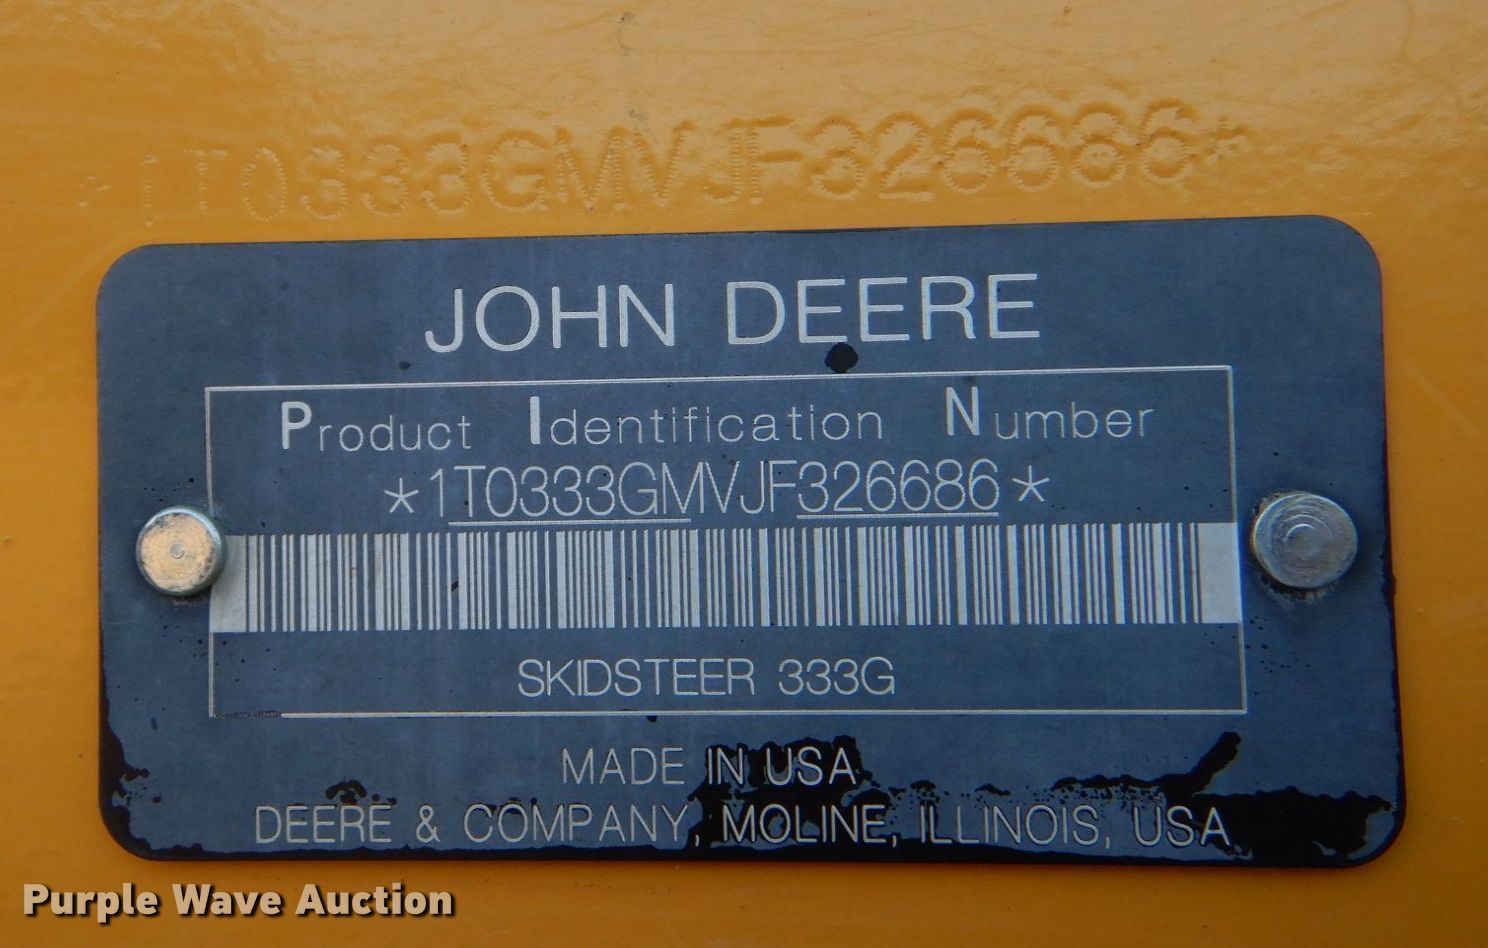 *1T0333GMVJF326686*
JOHN DEERE
Product Identification Number
*1T0333GMVJF326686*
SKIDSTEER 333G
MADE IN USA
DEERE & COMPANY, MOLINE, ILLINOIS, USA
Purple Wave Auction